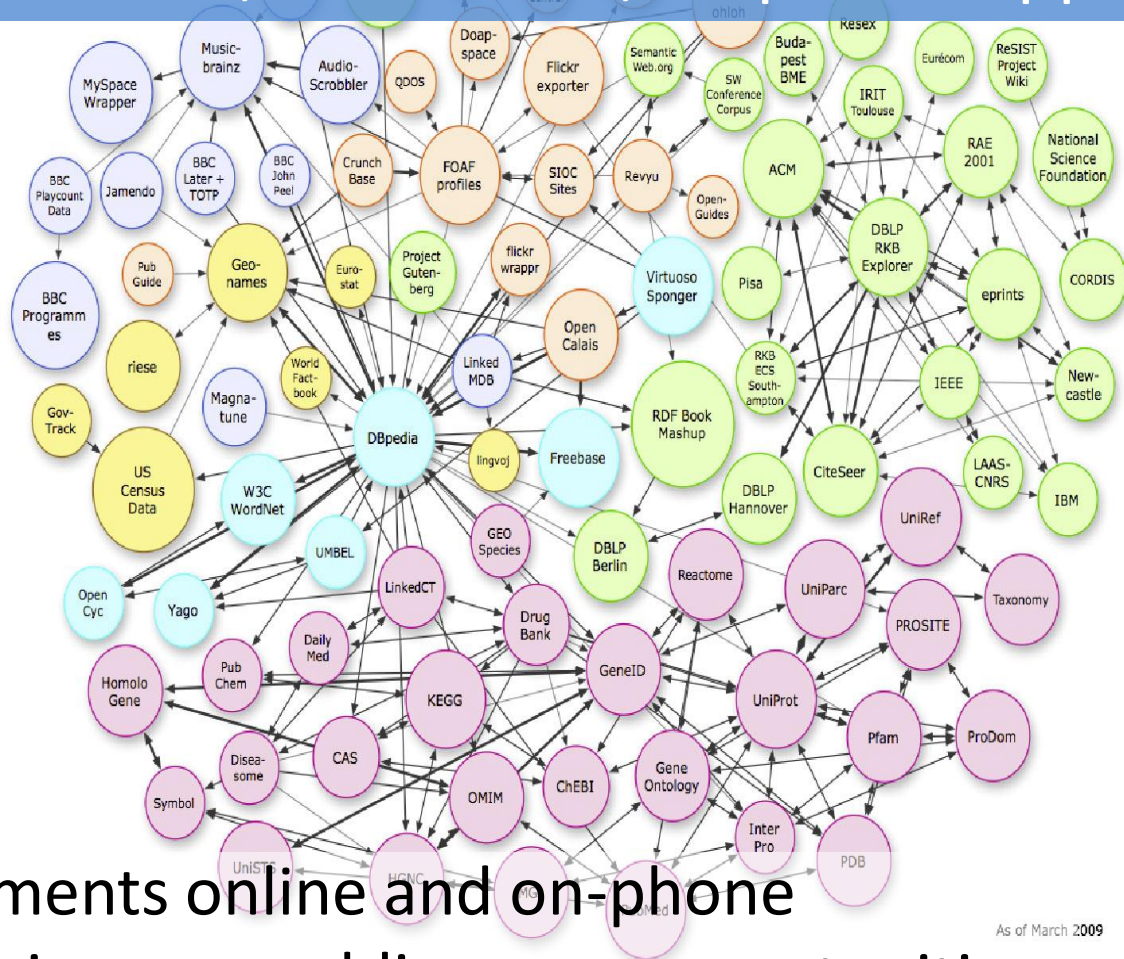 ohloh
Resex
Music-
brainz
Doap-
space
Semantic
Web.org
Buda-
pest
BME
Eurécom
ReSIST
Project
Wiki
MySpace
Wrapper
Audio-
Scrobbler
QDOS
Flickr
exporter
SW
Conference
Corpus
IRIT
Toulouse
BBC
Playcount
Data
Jamendo
BBC
Later +
TOTP
BBC
John
Peel
Crunch
Base
FOAF
profiles
SIOC
Sites
Revyu
Open-
Guides
ACM
RAE
2001
National
Science
Foundation
Pub
Guide
Geo-
names
Euro-
stat
Project
Guten-
berg
flickr
wrappr
Virtuoso
Sponger
Pisa
DBLP
RKB
Explorer
eprints
CORDIS
BBC
Programm
es
riese
World
Fact-
book
Linked
MDB
Open
Calais
RKB
ECS
South-
ampton
IEEE
New-
castle
Gov-
Track
Magna-
tune
DBpedia
lingvoj
Freebase
RDF Book
Mashup
CiteSeer
LAAS-
CNRS
IBM
US
Census
Data
W3C
WordNet
UMBEL
GEO
Species
DBLP
Berlin
DBLP
Hannover
UniRef
Open
Cyc
Yago
LinkedCT
Reactome
UniParc
Taxonomy
Daily
Med
Drug
Bank
PROSITE
Homolo
Gene
Pub
Chem
KEGG
GeneID
UniProt
Pfam
ProDom
Disea-
some
CAS
Symbol
OMIM
ChEBI
Gene
Ontology
Inter
Pro
PDB
UniSTS
HGNC
ments online and on-phone
As of March 2009